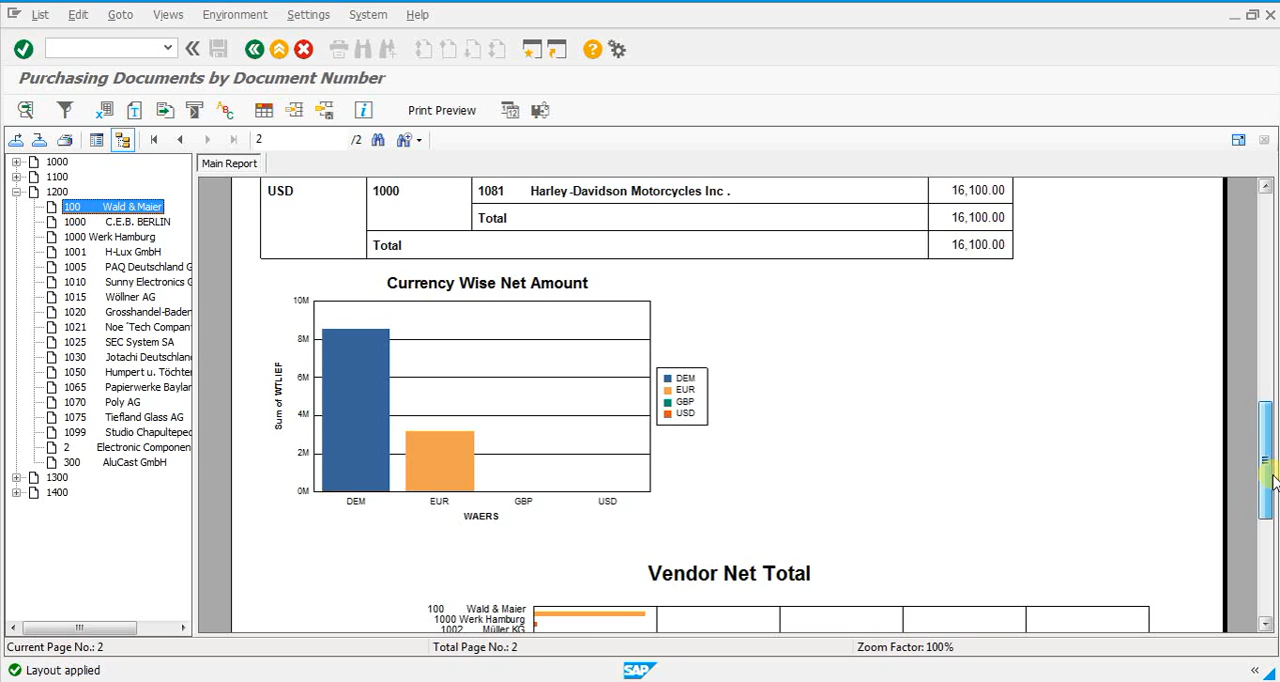 List Edit Goto Views Environment Settings System Help
Purchasing Documents by Document Number
Print Preview
2 /2
Main Report
1000
1100
1200
100 Wald & Maier
1000 C.E.B. BERLIN
1000 Werk Hamburg
1001 H-Lux GmbH
1005 PAQ Deutschland G
1010 Sunny Electronics G
1015 Wöllner AG
1020 Grosshandel-Baden
1021 Noe`Tech Compan
1025 SEC System SA
1030 Jotachi Deutschland
1050 Humpert u. Töchter
1065 Papierwerke Baylan
1070 Poly AG
1075 Tiefland Glass AG
1099 Studio Chapultepec
2 Electronic Componen
300 AluCast GmbH
1300
1400
USD 1000 1081 Harley-Davidson Motorcycles Inc . 16,100.00
Total 16,100.00
Total 16,100.00
Currency Wise Net Amount
10M
8M
6M
4M
2M
0M
Sum of WTLIEF
DEM EUR GBP USD
WAERS
DEM
EUR
GBP
USD
Vendor Net Total
100 Wald & Maier
1000 Werk Hamburg
1002 Müller KG
Current Page No.: 2 Total Page No.: 2 Zoom Factor: 100%
Layout applied
SAP